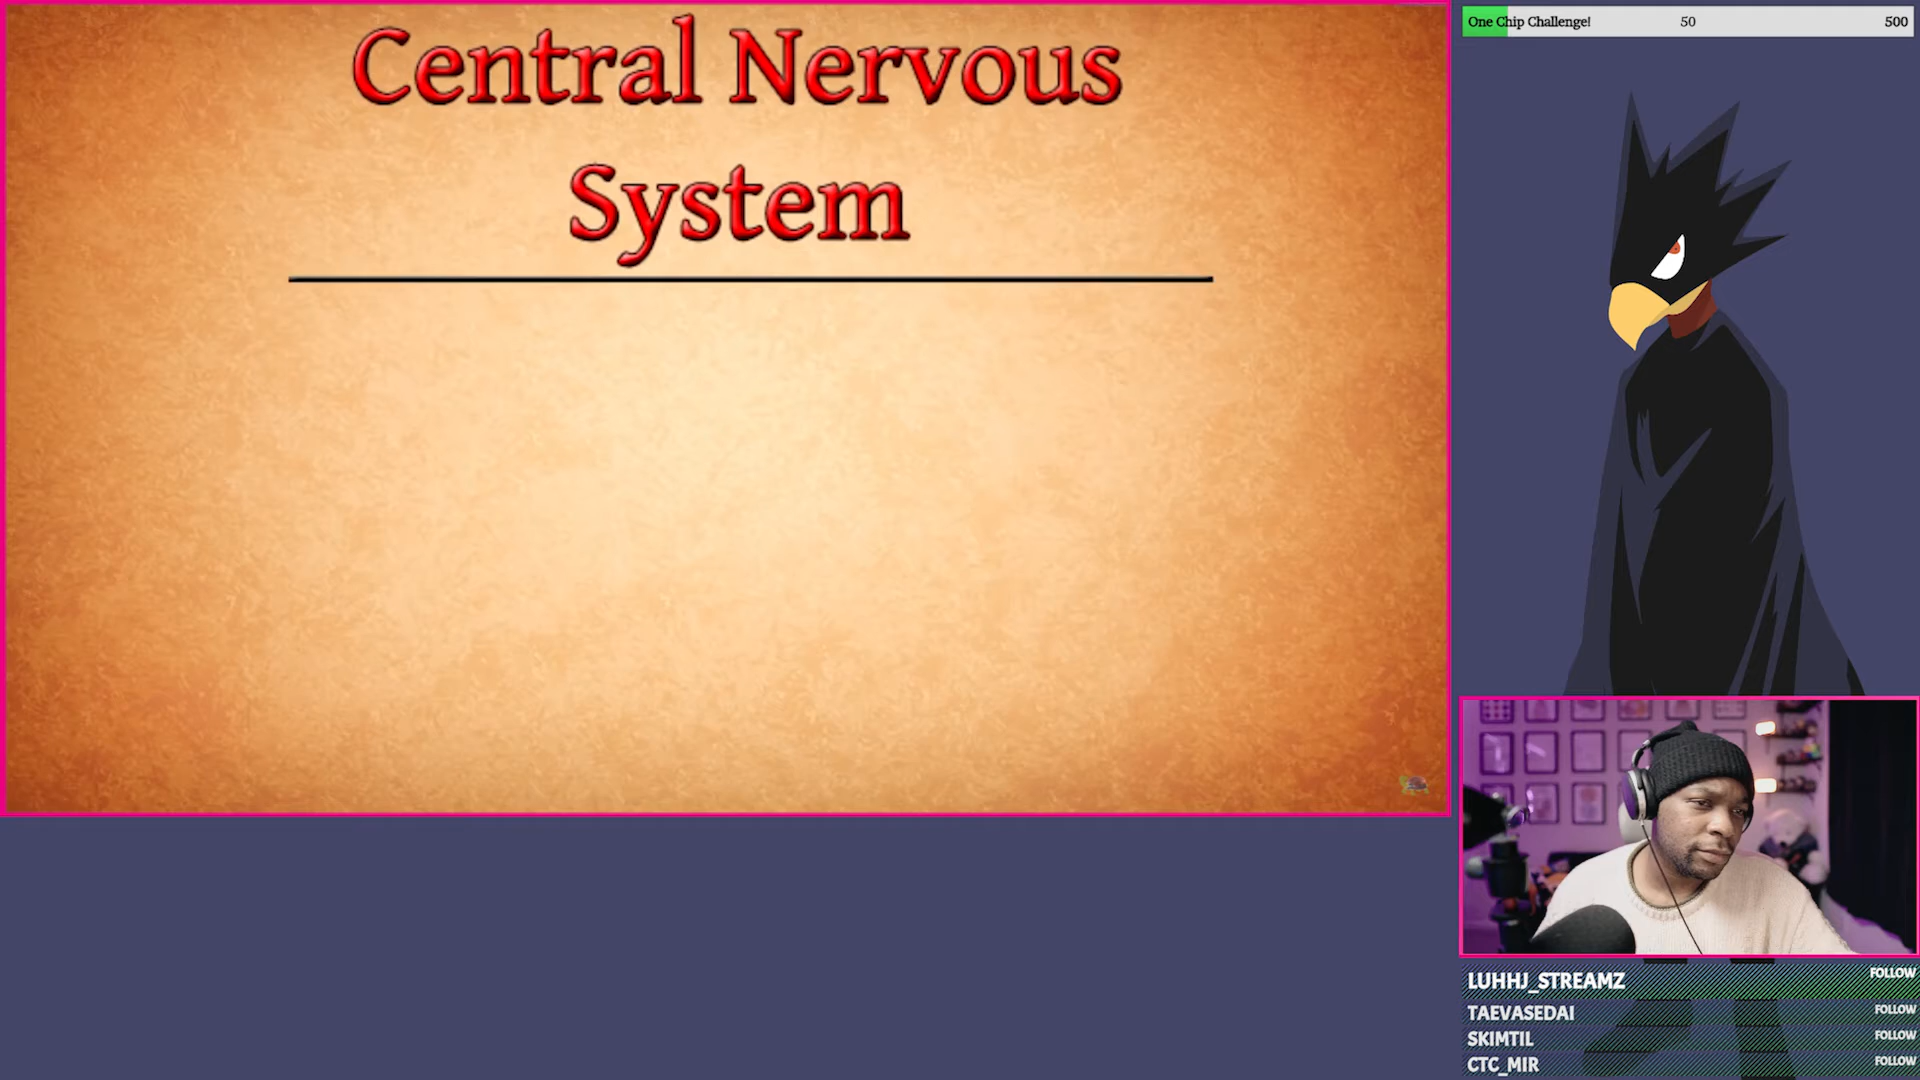 Central Nervous
System
One Chip Challenge! 50 500
LUHHJ_STREAMZ FOLLOW
TAEVASEDAI FOLLOW
SKIMTIL FOLLOW
CTC_MIR FOLLOW